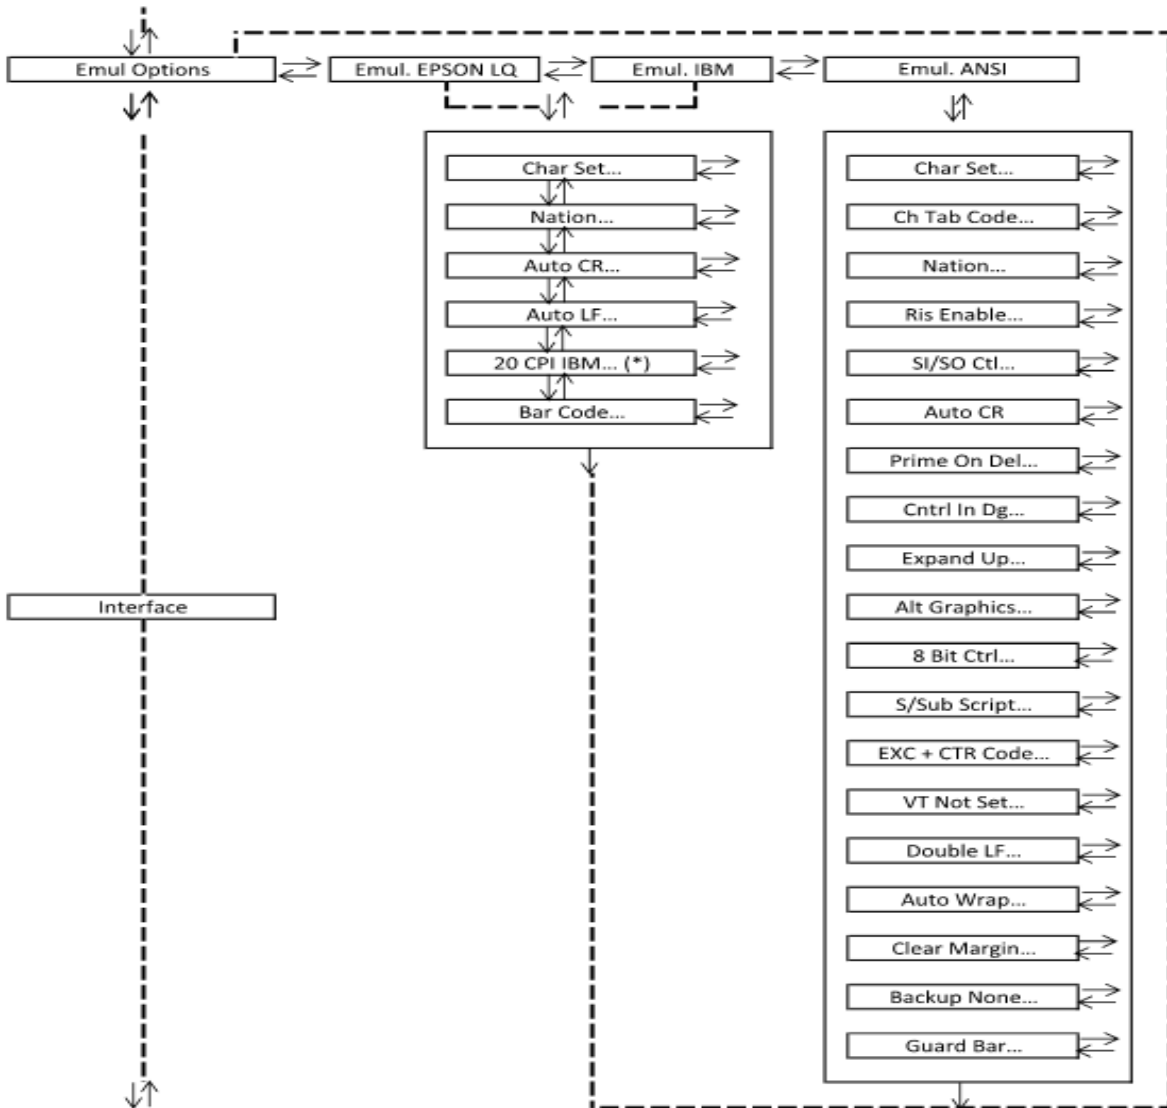 Emul Options
Emul. EPSON LQ
Emul. IBM
Emul. ANSI
Char Set...
Nation...
Auto CR...
Auto LF...
20 CPI IBM... (*)
Bar Code...
Char Set...
Ch Tab Code...
Nation...
Ris Enable...
SI/SO Ctl...
Auto CR
Prime On Del...
Cntrl In Dg...
Expand Up...
Alt Graphics...
8 Bit Ctrl...
S/Sub Script...
EXC + CTR Code...
VT Not Set...
Double LF...
Auto Wrap...
Clear Margin...
Backup None...
Guard Bar...
Interface